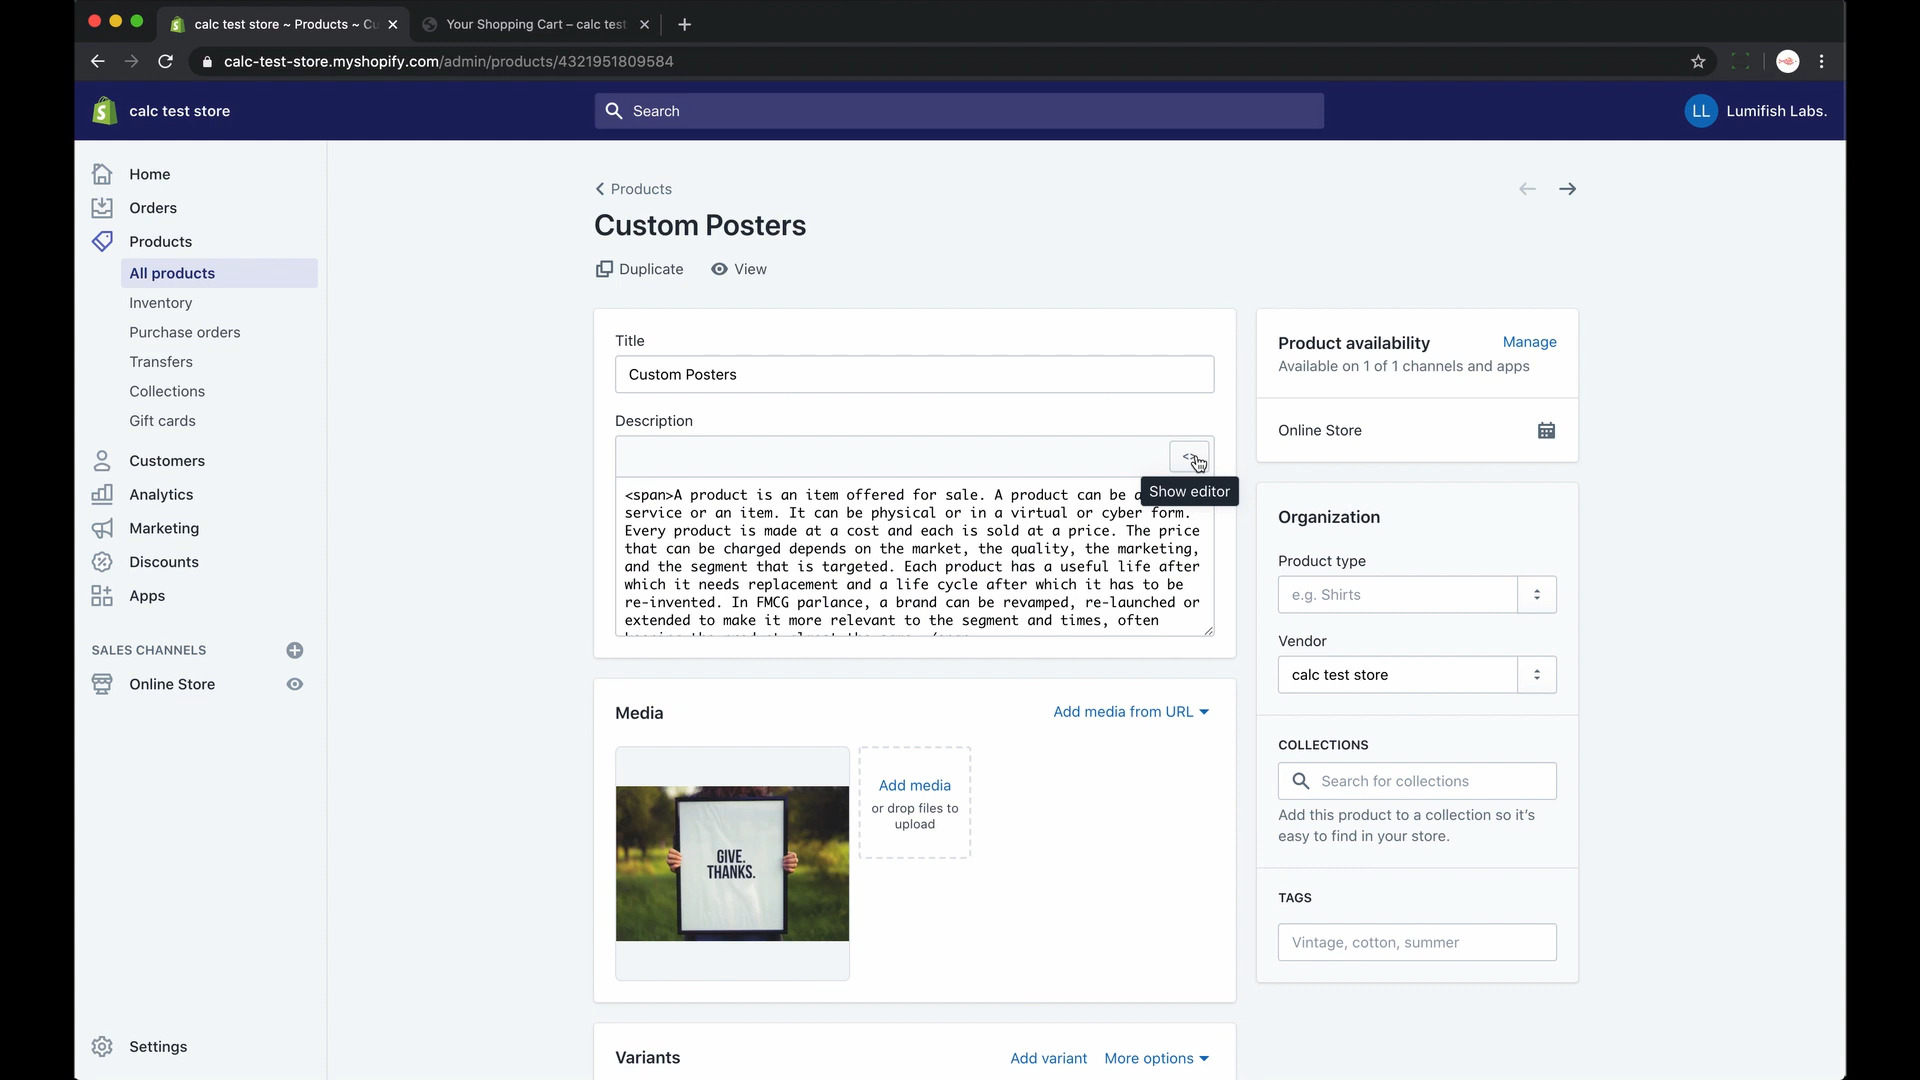 calc test store ~ Products ~ Cu
Your Shopping Cart – calc test
calc-test-store.myshopify.com/admin/products/4321951809584
calc test store
Search
LL
Lumifish Labs.
Home
Orders
Products
All products
Inventory
Purchase orders
Transfers
Collections
Gift cards
Customers
Analytics
Marketing
Discounts
Apps
SALES CHANNELS
Online Store
Settings
Products
Custom Posters
Duplicate
View
Title
Custom Posters
Description
<>
Show editor
<span>A product is an item offered for sale. A product can be a
service or an item. It can be physical or in a virtual or cyber form.
Every product is made at a cost and each is sold at a price. The price
that can be charged depends on the market, the quality, the marketing,
and the segment that is targeted. Each product has a useful life after
which it needs replacement and a life cycle after which it has to be
re-invented. In FMCG parlance, a brand can be revamped, re-launched or
extended to make it more relevant to the segment and times, often
Media
Add media from URL
GIVE.
THANKS.
Add media
or drop files to
upload
Variants
Add variant
More options
Product availability
Manage
Available on 1 of 1 channels and apps
Online Store
Organization
Product type
e.g. Shirts
Vendor
calc test store
COLLECTIONS
Search for collections
Add this product to a collection so it's
easy to find in your store.
TAGS
Vintage, cotton, summer